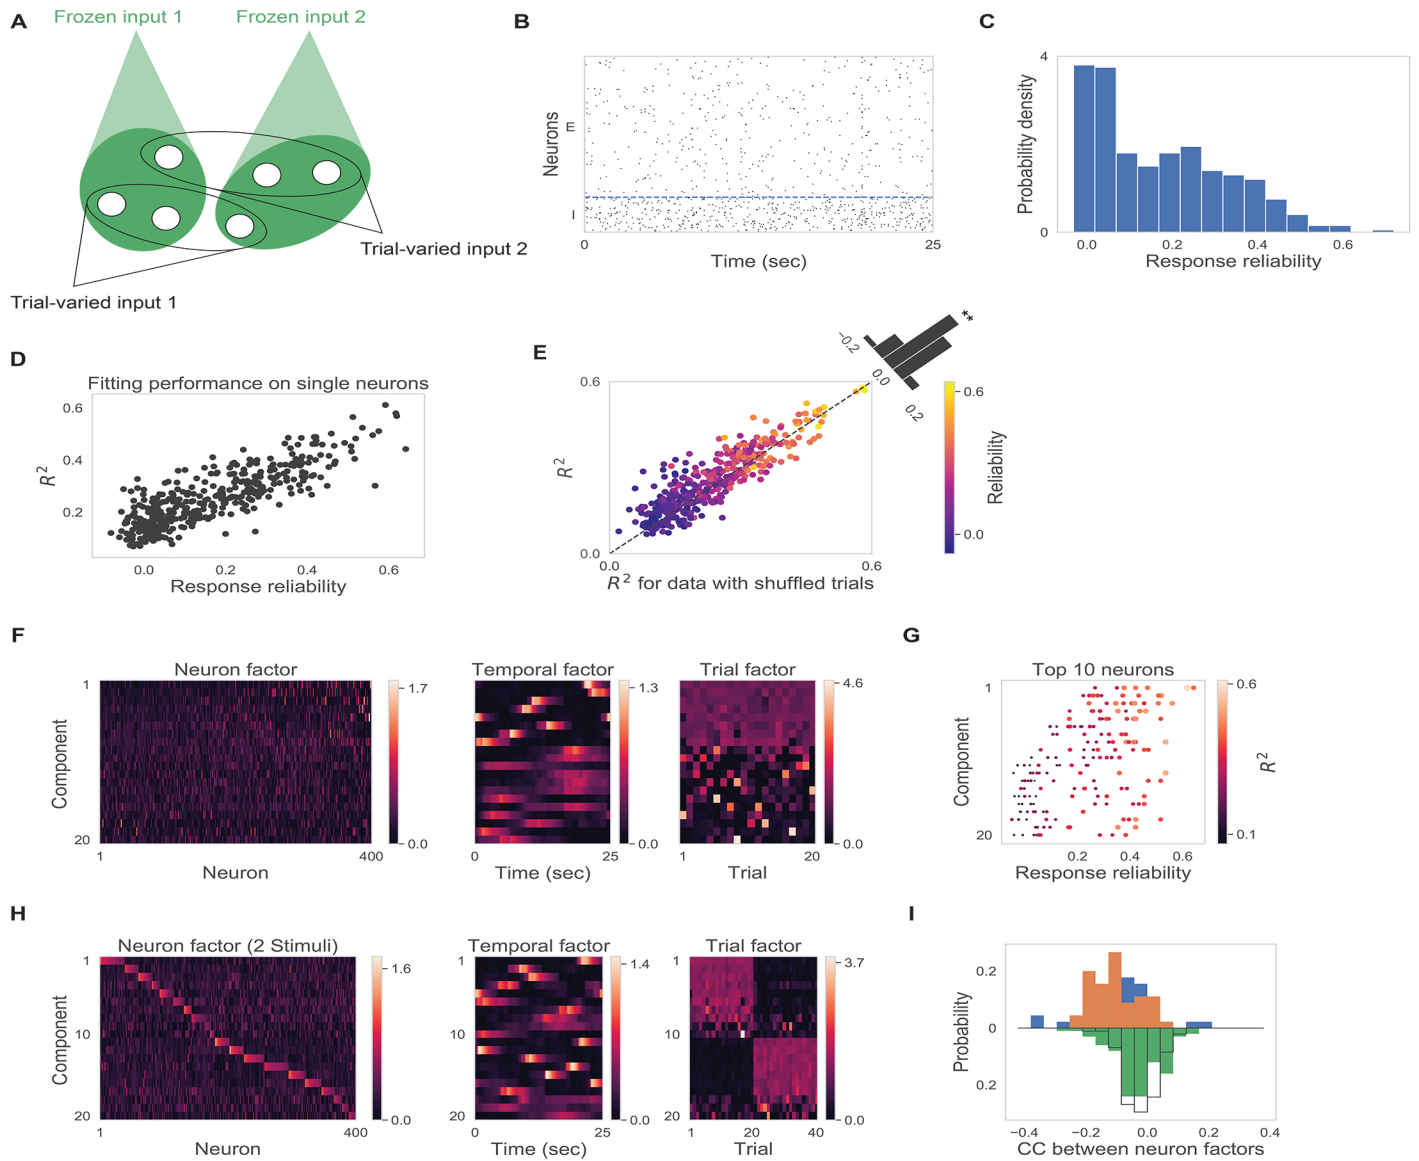 A
Frozen input 1
Frozen input 2
Trial-varied input 2
Trial-varied input 1
B
Neurons
E
I
0
25
Time (sec)
C
Probability density
4
0
0.0
0.2
0.4
0.6
Response reliability
D
Fitting performance on single neurons
R²
0.6
0.4
0.2
0.0
0.2
0.4
0.6
Response reliability
E
−0.2
0.0
0.2
**
R²
0.6
0.0
0.0
0.6
R² for data with shuffled trials
0.6
0.0
Reliability
F
Neuron factor
Component
1
20
1
400
Neuron
1.7
0.0
Temporal factor
0
25
Time (sec)
1.3
0.0
Trial factor
1
20
Trial
4.6
0.0
G
Top 10 neurons
Component
1
20
0.2
0.4
0.6
Response reliability
0.6
0.1
R²
H
Neuron factor (2 Stimuli)
Component
1
10
20
1
400
Neuron
1.6
0.0
Temporal factor
1
10
20
0
25
Time (sec)
1.4
0.0
Trial factor
1
10
20
1
20
40
Trial
3.7
0.0
I
Probability
0.2
0
0.2
−0.4
−0.2
0.0
0.2
0.4
CC between neuron factors